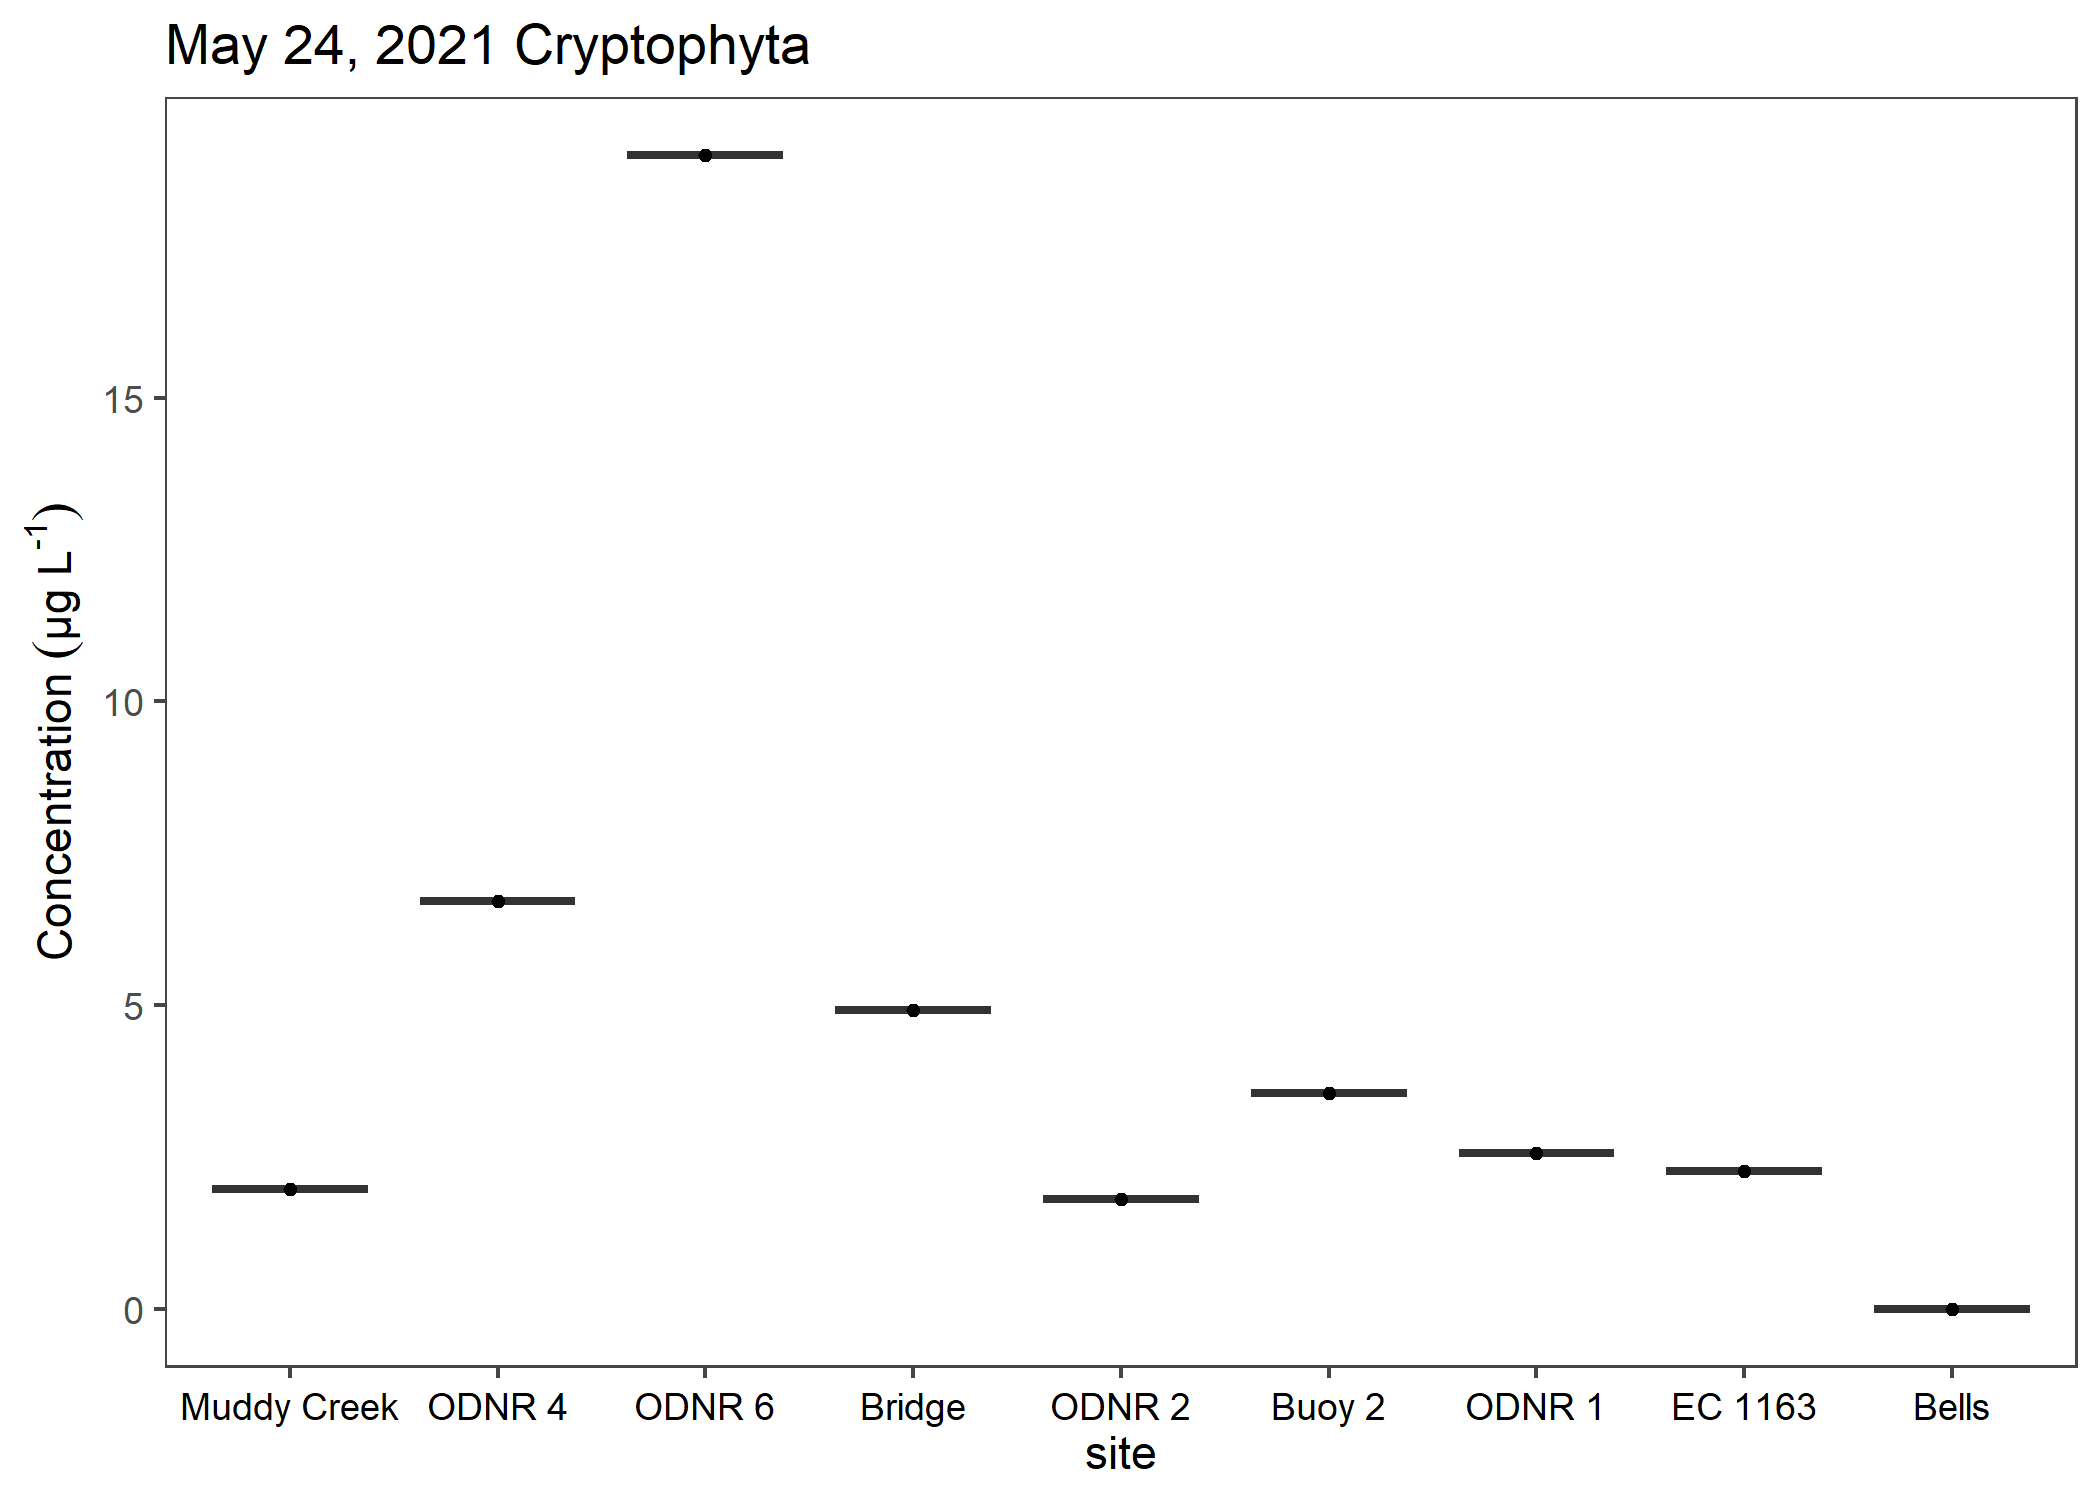 May 24, 2021 Cryptophyta
Concentration (µg L⁻¹)
15
10
5
0
Muddy Creek ODNR 4 ODNR 6 Bridge ODNR 2 Buoy 2 ODNR 1 EC 1163 Bells
site